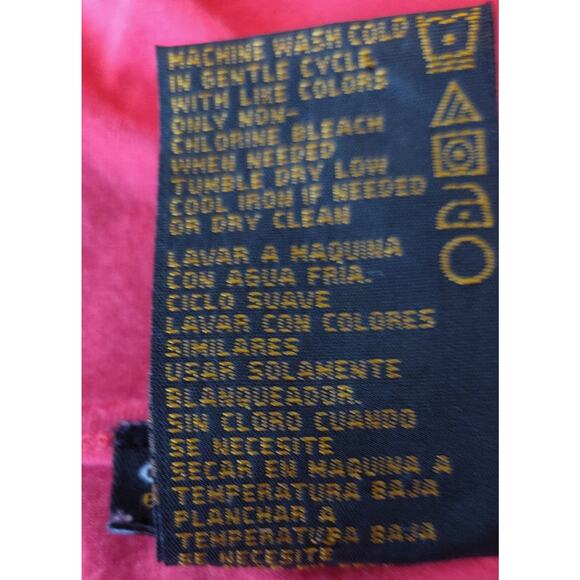 MACHINE WASH COLD
IN GENTLE CYCLE
WITH LIKE COLORS
ONLY NON-
CHLORINE BLEACH
WHEN NEEDED
TUMBLE DRY LOW
COOL IRON IF NEEDED
OR DRY CLEAN
LAVAR A MAQUINA
CON AGUA FRIA.
CICLO SUAVE
LAVAR CON COLORES
SIMILARES
USAR SOLAMENTE
BLANQUEADOR.
SIN CLORO CUANDO
SE NECESITE
SECAR EN MAQUINA A
TEMPERATURA BAJA
PLANCHAR A
TEMPERATURA BAJA
SE NECESITE